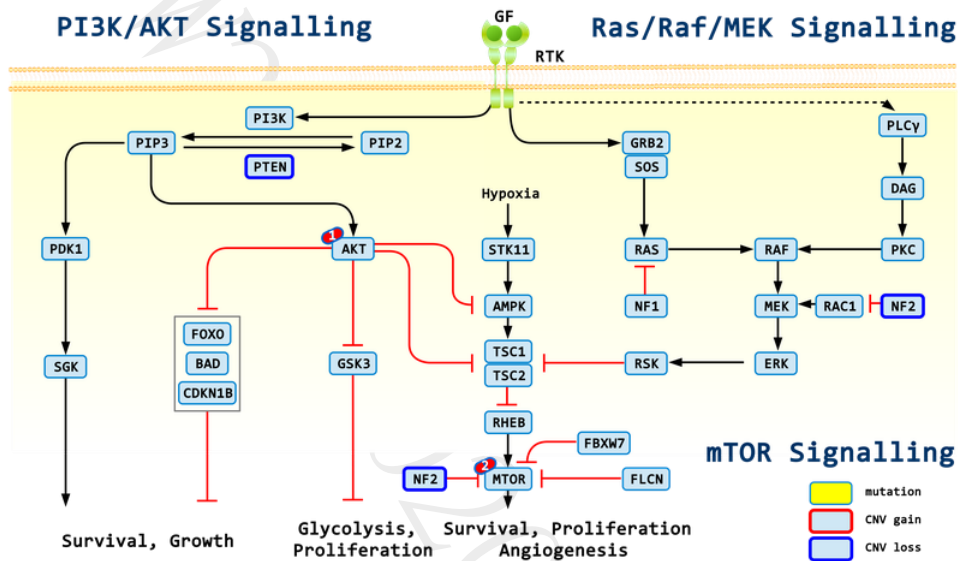 PI3K/AKT Signalling
GF
Ras/Raf/MEK Signalling
RTK
PI3K
PLCγ
PIP3
PIP2
GRB2
PTEN
SOS
DAG
Hypoxia
1
PDK1
AKT
STK11
RAS
RAF
PKC
AMPK
NF1
MEK
RAC1
NF2
FOXO
TSC1
BAD
GSK3
RSK
ERK
SGK
TSC2
CDKN1B
RHEB
FBXW7
mTOR Signalling
2
NF2
MTOR
FLCN
mutation
CNV gain
CNV loss
Survival, Growth
Glycolysis,
Proliferation
Survival, Proliferation
Angiogenesis